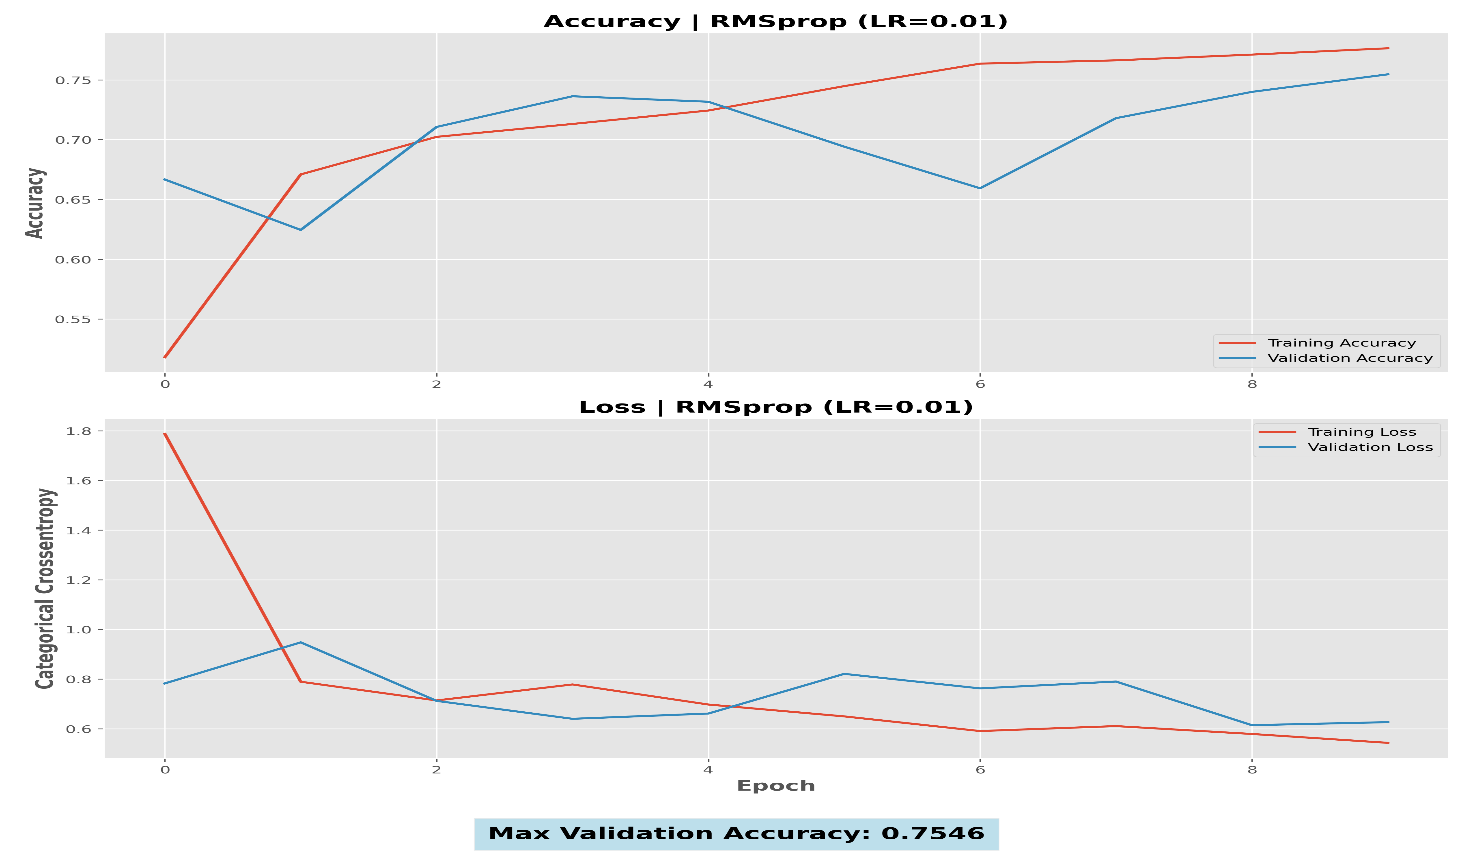 Accuracy | RMSprop (LR=0.01)
Accuracy
0.75
0.70
0.65
0.60
0.55
Training Accuracy
Validation Accuracy
0 2 4 6 8
Loss | RMSprop (LR=0.01)
Categorical Crossentropy
1.8
1.6
1.4
1.2
1.0
0.8
0.6
Training Loss
Validation Loss
0 2 4 6 8
Epoch
Max Validation Accuracy: 0.7546